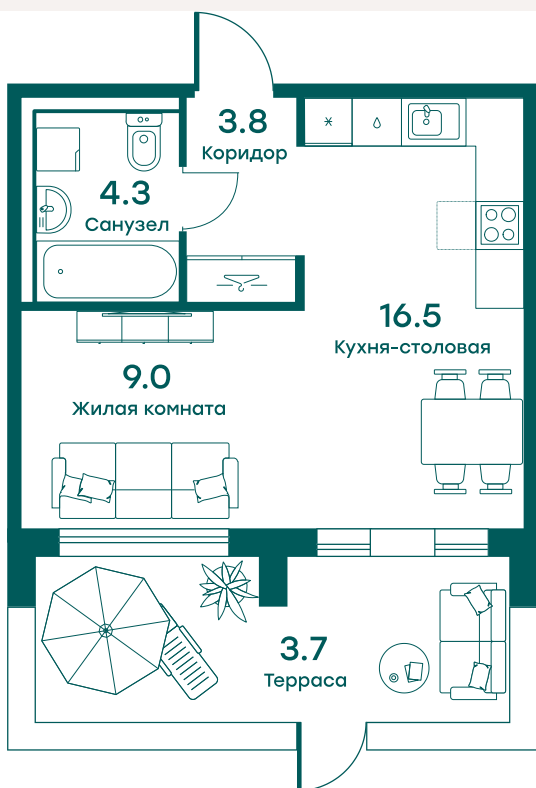 3.8
Коридор
4.3
Санузел
16.5
Кухня-столовая
9.0
Жилая комната
3.7
Терраса